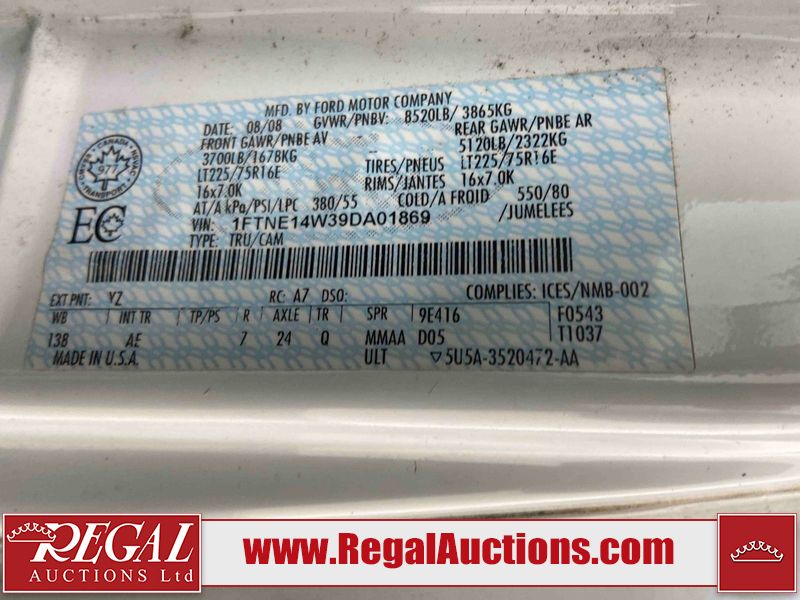 MFD. BY FORD MOTOR COMPANY
DATE: 08/08 GVWR/PNBV: 8520LB/ 3865KG
FRONT GAWR/PNBE AV REAR GAWR/PNBE AR
3700LB/1678KG 5120LB/2322KG
LT225/75R16E TIRES/PNEUS LT225/75R16E
16x7.0K RIMS/JANTES 16x7.0K
AT/A kPa/PSI/LPC 380/55 COLD/A FROID 550/80
VIN: 1FTNE14W39DA01869 /JUMELEES
TYPE: TRU/CAM
CANADA
977
TRANSPORT
EC
EXT PNT: YZ RC: A7 DSO: COMPLIES: ICES/NMB-002
WB INT TR TP/PS R AXLE TR SPR 9E416 F0543
138 AE 7 24 Q MMAA D05 T1037
MADE IN U.S.A. ULT ▽5U5A-3520472-AA
REGAL
AUCTIONS Ltd
www.RegalAuctions.com